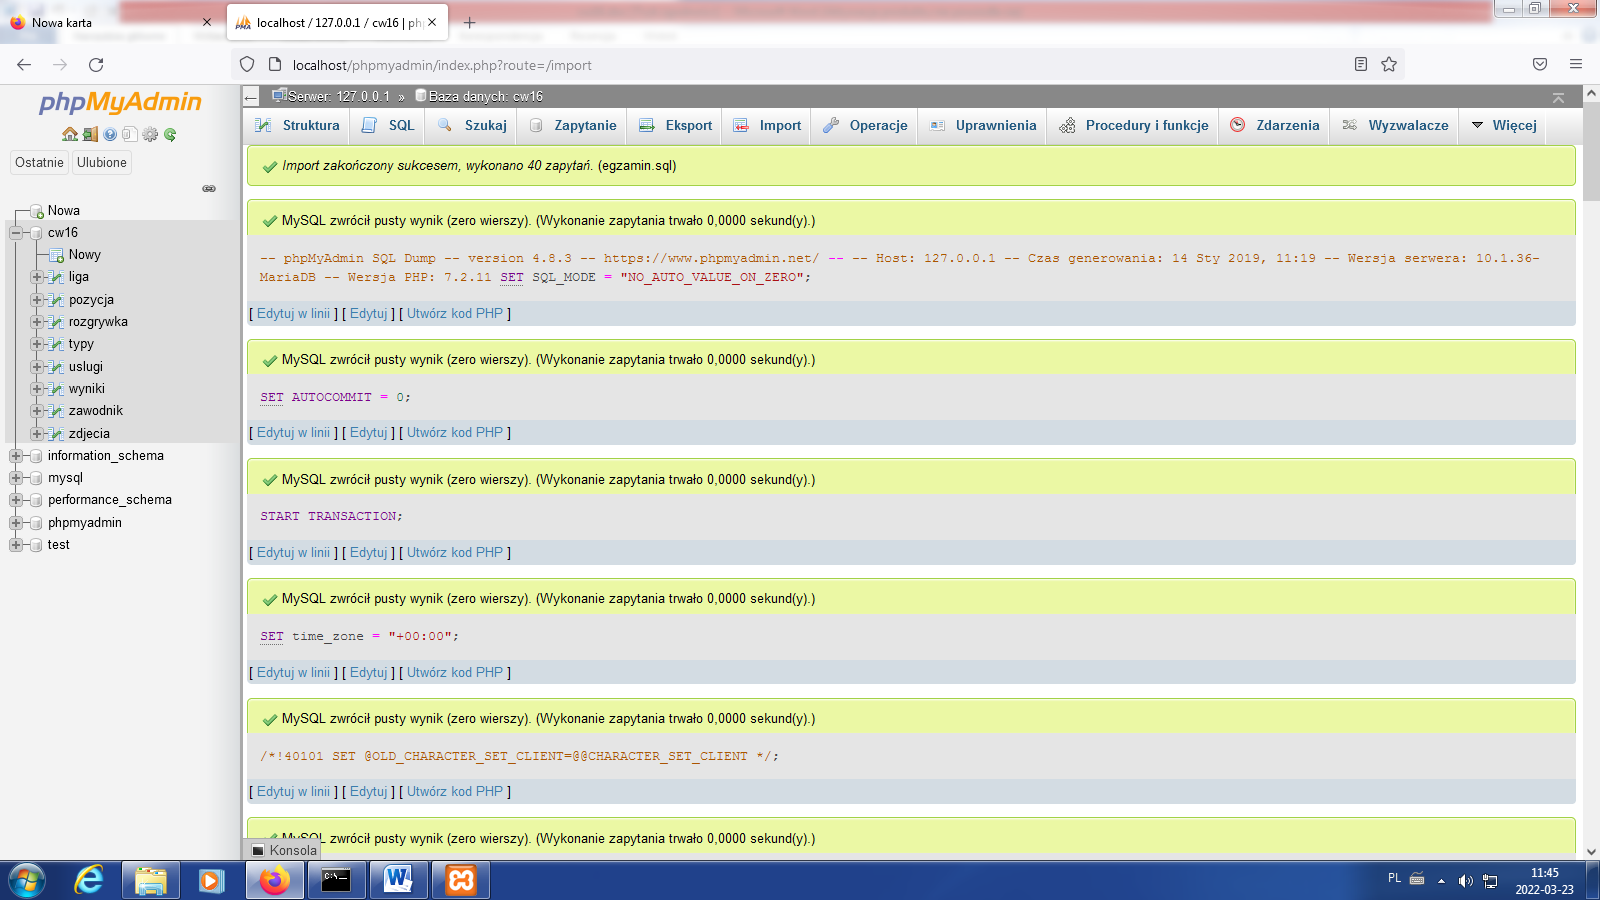 Nowa karta
localhost / 127.0.0.1 / cw16 | ph
localhost/phpmyadmin/index.php?route=/import
phpMyAdmin
Ostatnie
Ulubione
Nowa
cw16
Nowy
liga
pozycja
rozgrywka
typy
uslugi
wyniki
zawodnik
zdjecia
information_schema
mysql
performance_schema
phpmyadmin
test
Serwer: 127.0.0.1 » Baza danych: cw16
Struktura SQL Szukaj Zapytanie Eksport Import Operacje Uprawnienia Procedury i funkcje Zdarzenia Wyzwalacze Więcej
Import zakończony sukcesem, wykonano 40 zapytań. (egzamin.sql)
MySQL zwrócił pusty wynik (zero wierszy). (Wykonanie zapytania trwało 0,0000 sekund(y).)
-- phpMyAdmin SQL Dump -- version 4.8.3 -- https://www.phpmyadmin.net/ -- -- Host: 127.0.0.1 -- Czas generowania: 14 Sty 2019, 11:19 -- Wersja serwera: 10.1.36-
MariaDB -- Wersja PHP: 7.2.11 SET SQL_MODE = "NO_AUTO_VALUE_ON_ZERO";
[ Edytuj w linii ] [ Edytuj ] [ Utwórz kod PHP ]
MySQL zwrócił pusty wynik (zero wierszy). (Wykonanie zapytania trwało 0,0000 sekund(y).)
SET AUTOCOMMIT = 0;
[ Edytuj w linii ] [ Edytuj ] [ Utwórz kod PHP ]
MySQL zwrócił pusty wynik (zero wierszy). (Wykonanie zapytania trwało 0,0000 sekund(y).)
START TRANSACTION;
[ Edytuj w linii ] [ Edytuj ] [ Utwórz kod PHP ]
MySQL zwrócił pusty wynik (zero wierszy). (Wykonanie zapytania trwało 0,0000 sekund(y).)
SET time_zone = "+00:00";
[ Edytuj w linii ] [ Edytuj ] [ Utwórz kod PHP ]
MySQL zwrócił pusty wynik (zero wierszy). (Wykonanie zapytania trwało 0,0000 sekund(y).)
/*!40101 SET @OLD_CHARACTER_SET_CLIENT=@@CHARACTER_SET_CLIENT */;
[ Edytuj w linii ] [ Edytuj ] [ Utwórz kod PHP ]
MySQL zwrócił pusty wynik (zero wierszy). (Wykonanie zapytania trwało 0,0000 sekund(y).)
Konsola
PL
11:45
2022-03-23